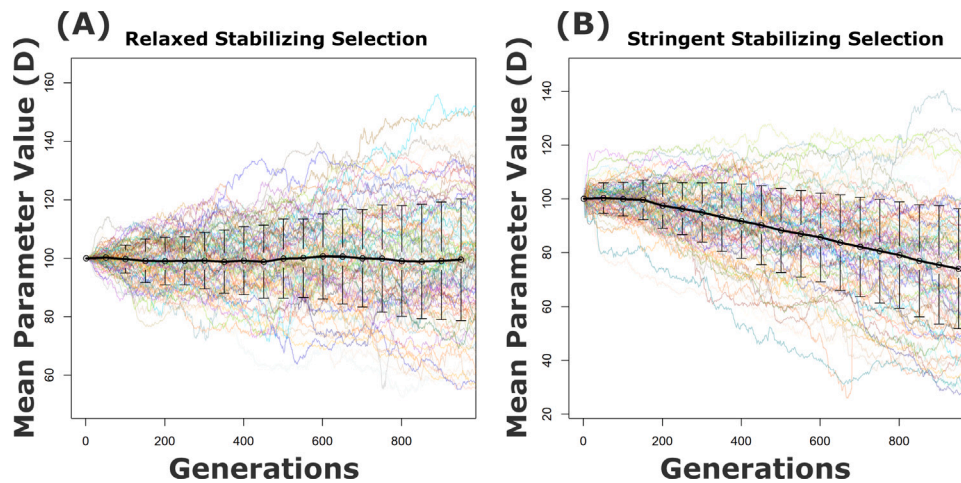 (A)
Relaxed Stabilizing Selection
Mean Parameter Value (D)
160
140
120
100
80
60
0
200
400
600
800
Generations
(B)
Stringent Stabilizing Selection
Mean Parameter Value (D)
140
120
100
80
60
40
20
0
200
400
600
800
Generations